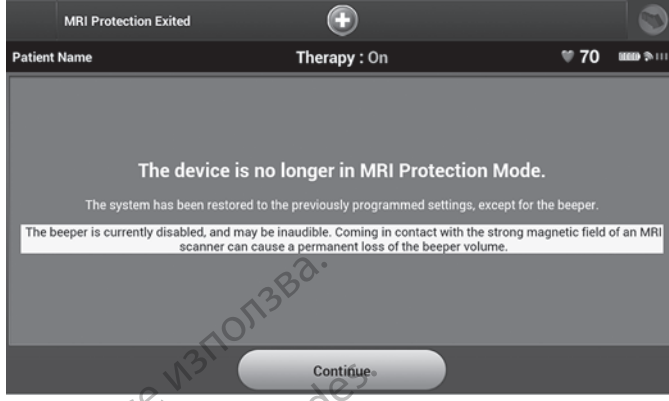 MRI Protection Exited
Patient Name Therapy : On 70
The device is no longer in MRI Protection Mode.
The system has been restored to the previously programmed settings, except for the beeper.
The beeper is currently disabled, and may be inaudible. Coming in contact with the strong magnetic field of an MRI
scanner can cause a permanent loss of the beeper volume.
Continue